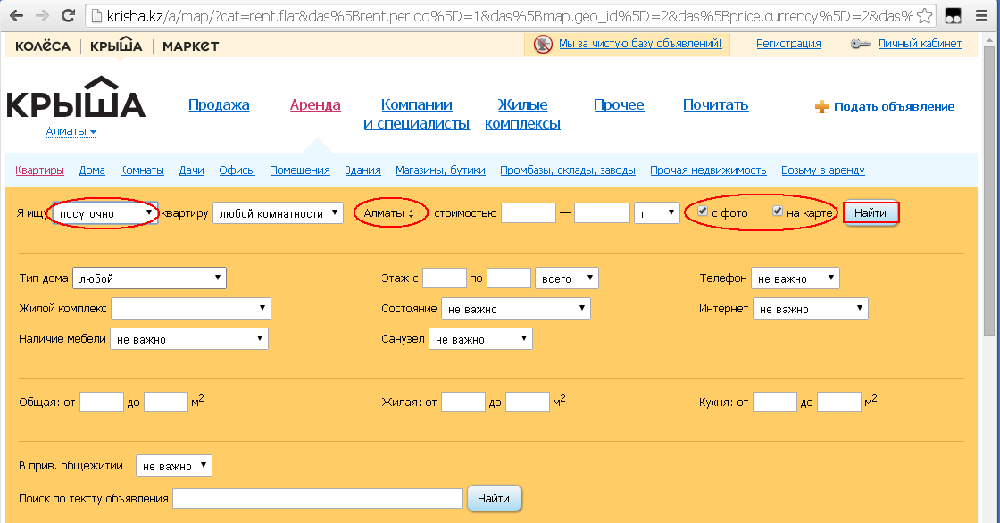 krisha.kz/a/map/?cat=rent.flat&das%5Brent.period%5D=1&das%5Bmap.geo_id%5D=2&das%5Bprice.currency%5D=2&das%
КОЛЁСА | КРЫША | МАРКЕТ Мы за чистую базу объявлений! Регистрация Личный кабинет
КРЫША
Алматы
Продажа Аренда Компании и специалисты Жилые комплексы Прочее Почитать Подать объявление
Квартиры Дома Комнаты Дачи Офисы Помещения Здания Магазины, бутики Промбазы, склады, заводы Прочая недвижимость Возьму в аренду
Я ищу посуточно квартиру любой комнатности Алматы стоимостью — тг с фото на карте Найти
Тип дома любой Этаж с по всего Телефон не важно
Жилой комплекс Состояние не важно Интернет не важно
Наличие мебели не важно Санузел не важно
Общая: от до м² Жилая: от до м² Кухня: от до м²
В прив. общежитии не важно
Поиск по тексту объявления Найти